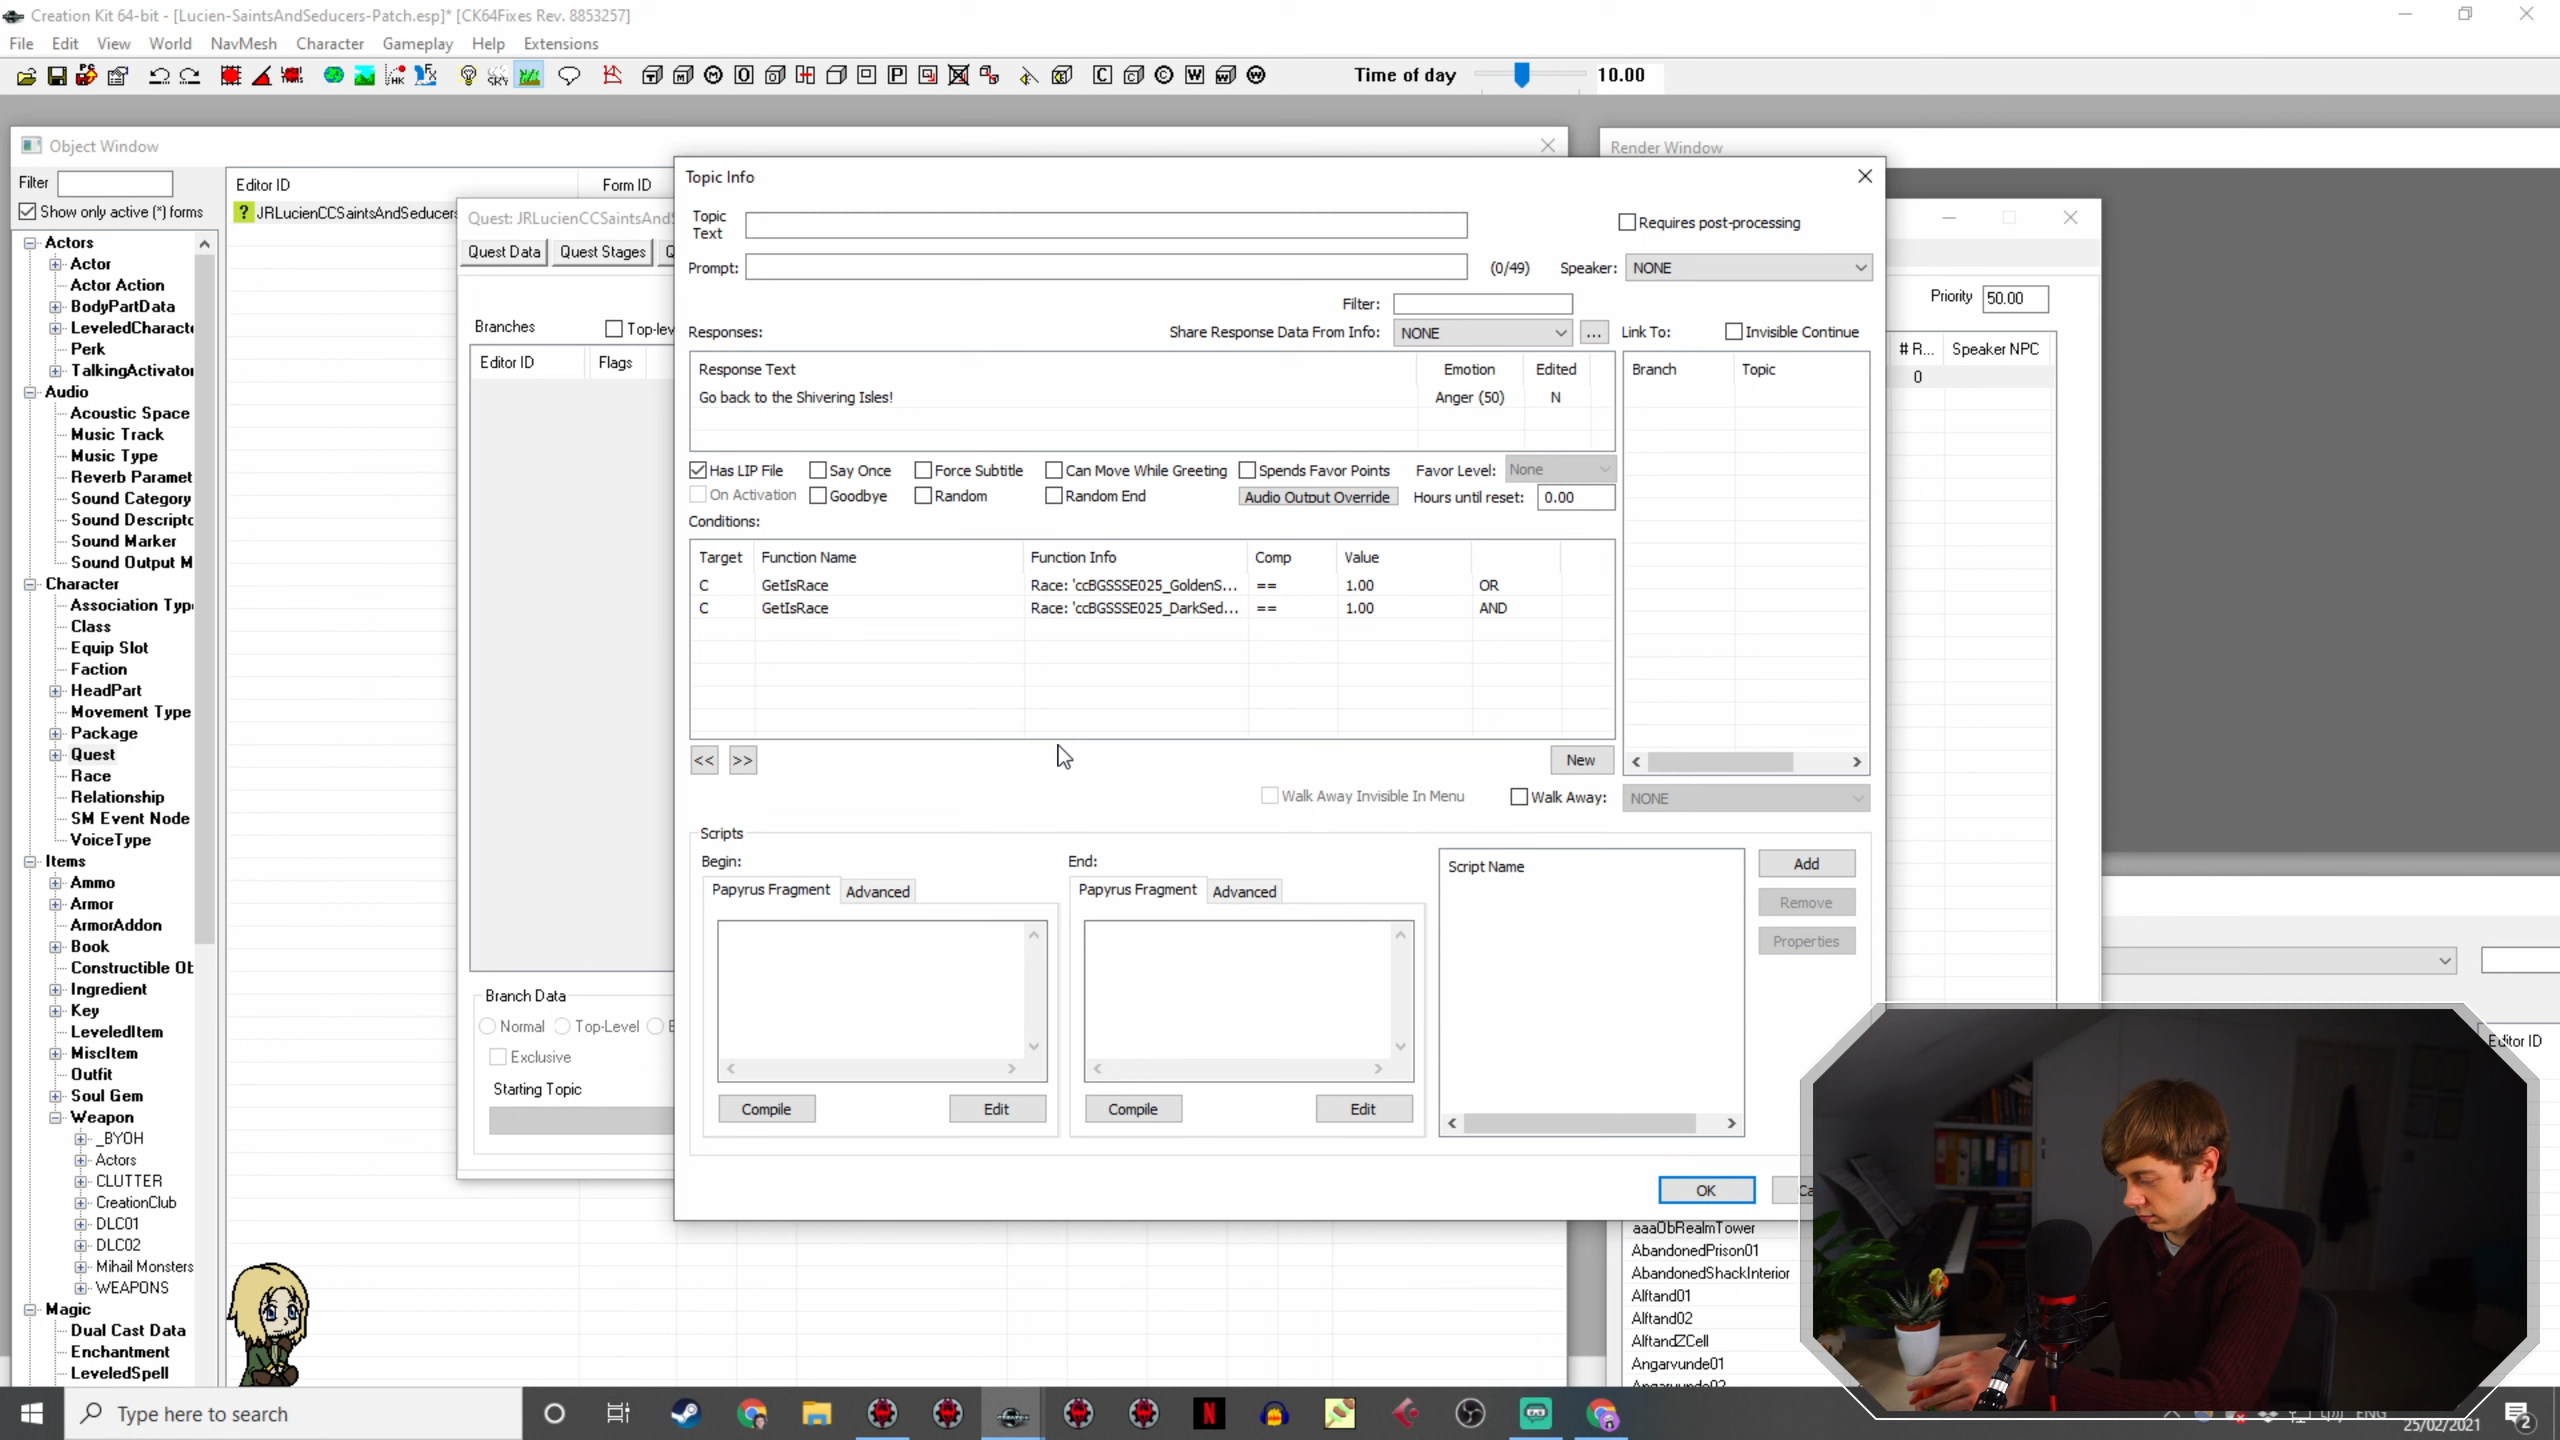 Creation Kit 64-bit - [Lucien-SaintsAndSeducers-Patch.esp]* [CK64Fixes Rev. 8853257]
File Edit View World NavMesh Character Gameplay Help Extensions
Time of day 10.00
Object Window
Render Window
Filter
Show only active (*) forms
Editor ID Form ID
JRLucienCCSaintsAndSeducers
Actors
Actor
Actor Action
BodyPartData
LeveledCharacte
Perk
TalkingActivator
Audio
Acoustic Space
Music Track
Music Type
Reverb Paramet
Sound Category
Sound Descripto
Sound Marker
Sound Output M
Character
Association Type
Class
Equip Slot
Faction
HeadPart
Movement Type
Package
Quest
Race
Relationship
SM Event Node
VoiceType
Items
Ammo
Armor
ArmorAddon
Book
Constructible Ob
Ingredient
Key
LeveledItem
MiscItem
Outfit
Soul Gem
Weapon
_BYOH
Actors
CLUTTER
CreationClub
DLC01
DLC02
Mihail Monsters
WEAPONS
Magic
Dual Cast Data
Enchantment
LeveledSpell
Quest: JRLucienCCSaintsAndS
Quest Data Quest Stages Q
Branches Top-lev
Editor ID Flags
Branch Data
Normal Top-Level B
Exclusive
Starting Topic
Priority 50.00
# R... Speaker NPC
0
Topic Info
Topic
Text
Requires post-processing
Prompt: (0/49) Speaker: NONE
Filter:
Responses: Share Response Data From Info: NONE ... Link To: Invisible Continue
Response Text Emotion Edited Branch Topic
Go back to the Shivering Isles! Anger (50) N
Has LIP File Say Once Force Subtitle Can Move While Greeting Spends Favor Points Favor Level: None
On Activation Goodbye Random Random End Audio Output Override Hours until reset: 0.00
Conditions:
Target Function Name Function Info Comp Value
C GetIsRace Race: 'ccBGSSSE025_GoldenS... == 1.00 OR
C GetIsRace Race: 'ccBGSSSE025_DarkSed... == 1.00 AND
<< >> New
Walk Away Invisible In Menu Walk Away: NONE
Scripts
Begin: End:
Papyrus Fragment Advanced Papyrus Fragment Advanced
Script Name
Add
Remove
Properties
Compile Edit Compile Edit
OK Ca
Editor ID
aaaObRealmTower
AbandonedPrison01
AbandonedShackInterior
Alftand01
Alftand02
AlftandZCell
Angarvunde01
Angarvunde02
Type here to search
ENG
25/02/2021
2